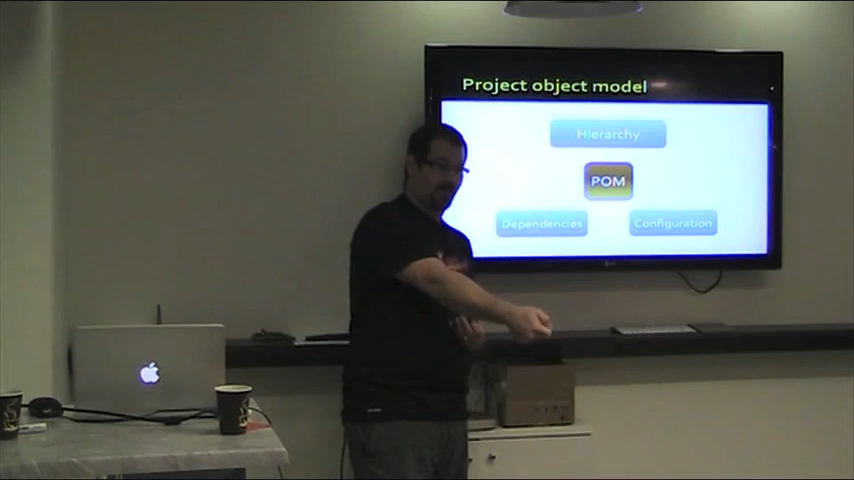 Project object model
Hierarchy
POM
Dependencies
Configuration